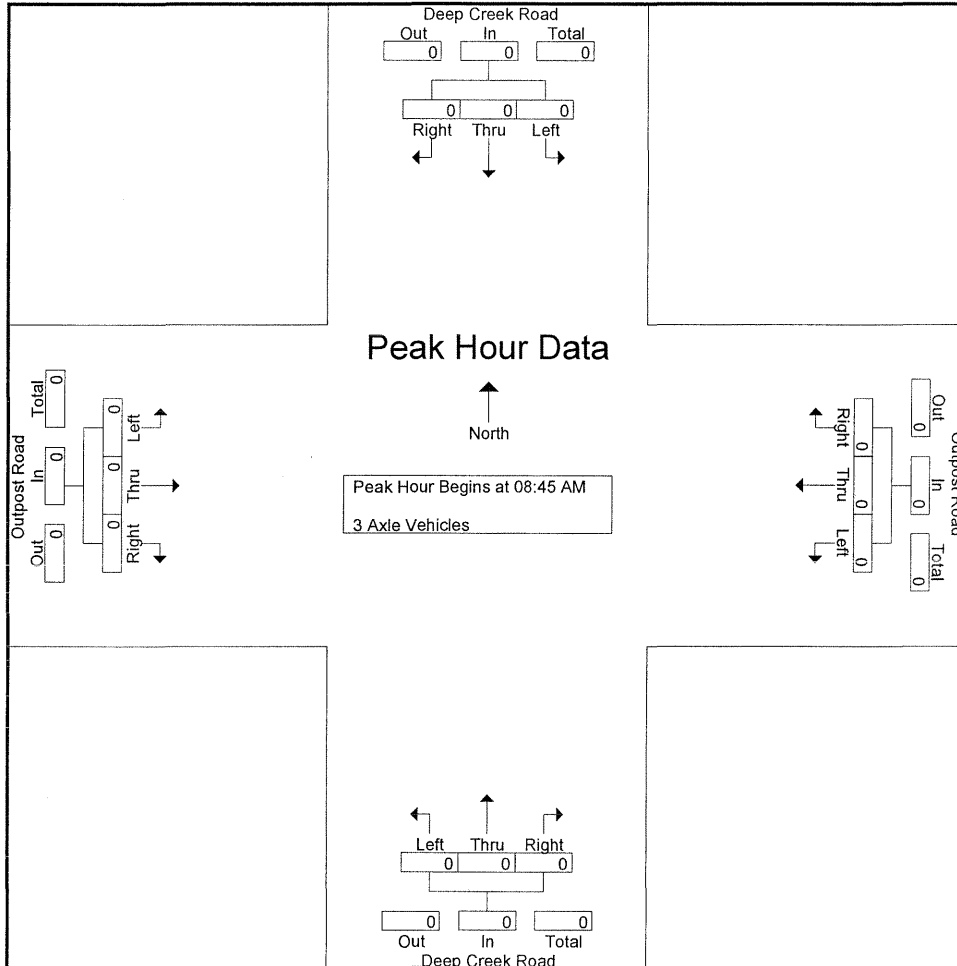 Deep Creek Road
Out In Total
0 0 0
0 0 0
Right Thru Left
Peak Hour Data
North
Peak Hour Begins at 08:45 AM
3 Axle Vehicles
Outpost Road
Total In Out
0 0 0
0 0 0
Left Thru Right
Right Thru Left
0 0 0
0 0 0
Out In Total
Outpost Road
Left Thru Right
0 0 0
0 0 0
Out In Total
Deep Creek Road